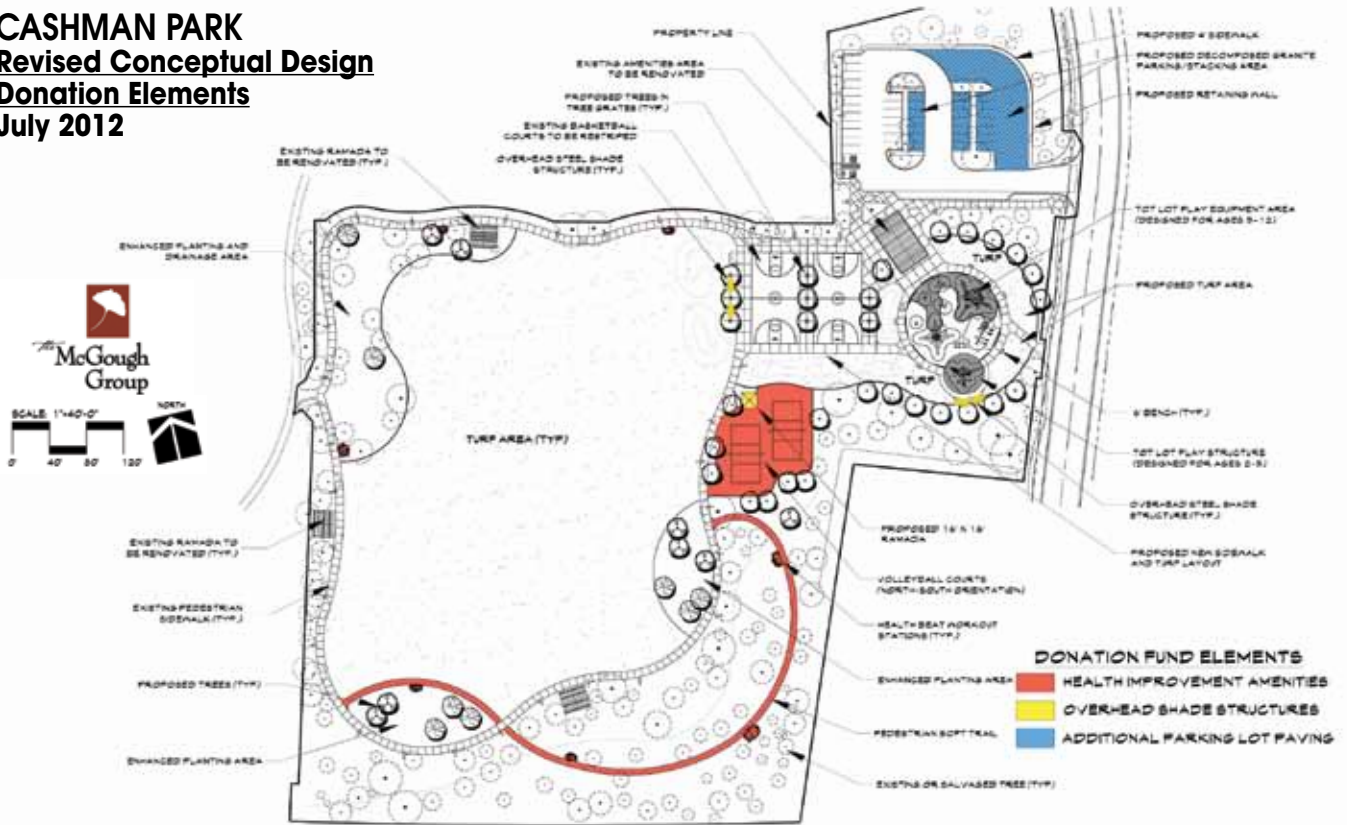 CASHMAN PARK
Revised Conceptual Design
Donation Elements
July 2012
PROPERTY LINE
EXISTING AMENITIES AREA
TO BE RENOVATED
PROPOSED TREES IN
TREE GRATES (TYP.)
EXISTING BASKETBALL
COURTS TO BE RESTRIPED
OVERHEAD STEEL SHADE
STRUCTURE (TYP.)
EXISTING RAMADA TO
BE RENOVATED (TYP.)
ENHANCED PLANTING AND
DRAINAGE AREA
The McGough
Group
SCALE: 1"=40'-0"
0' 40' 80' 120'
NORTH
EXISTING RAMADA TO
BE RENOVATED (TYP.)
EXISTING PEDESTRIAN
SIDEWALK (TYP.)
PROPOSED TREES (TYP)
ENHANCED PLANTING AREA
TURF AREA (TYP)
TURF
TURF
PROPOSED 4' SIDEWALK
PROPOSED DECOMPOSED GRANITE
PARKING/STACKING AREA
PROPOSED RETAINING WALL
TOT LOT PLAY EQUIPMENT AREA
(DESIGNED FOR AGES 5-12)
PROPOSED TURF AREA
6' BENCH (TYP.)
TOT LOT PLAY STRUCTURE
(DESIGNED FOR AGES 2-5)
OVERHEAD STEEL SHADE
STRUCTURE (TYP.)
PROPOSED NEW SIDEWALK
AND TURF LAYOUT
PROPOSED 16' X 16'
RAMADA
VOLLEYBALL COURTS
(NORTH-SOUTH ORIENTATION)
HEALTH BEAT WORKOUT
STATIONS (TYP.)
ENHANCED PLANTING AREA
PEDESTRIAN SOFT TRAIL
EXISTING OR SALVAGED TREE (TYP)
DONATION FUND ELEMENTS
HEALTH IMPROVEMENT AMENITIES
OVERHEAD SHADE STRUCTURES
ADDITIONAL PARKING LOT PAVING